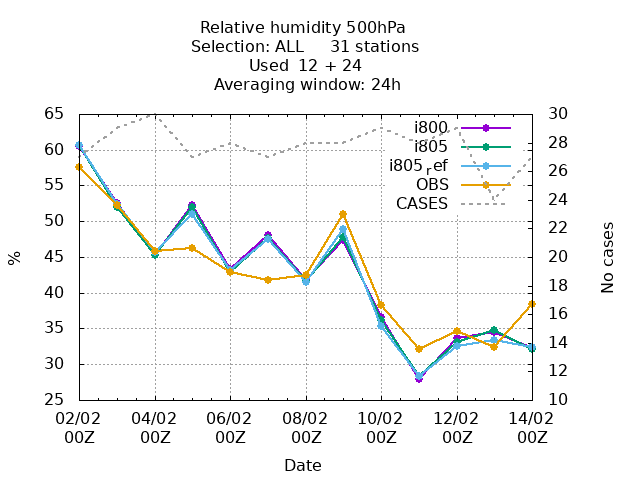 Relative humidity 500hPa
Selection: ALL 31 stations
Used 12 + 24
Averaging window: 24h
65 30
60 28
55 26
50 24
45 22
40 20
35 18
30 16
25 14
12
10
i800
i805
i805ref
OBS
CASES
%
No cases
02/02 04/02 06/02 08/02 10/02 12/02 14/02
00Z 00Z 00Z 00Z 00Z 00Z 00Z
Date